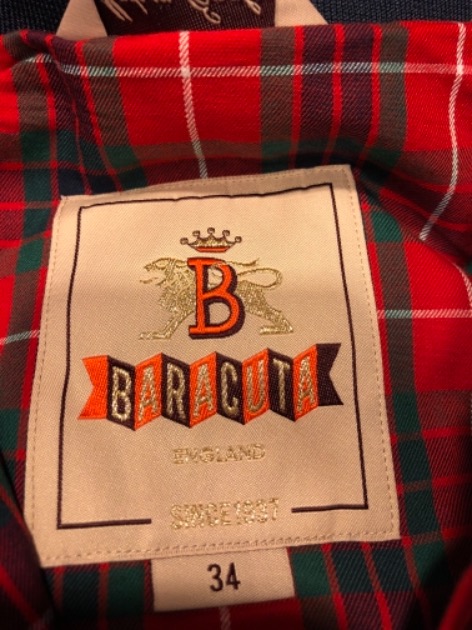 B
BARACUTA
ENGLAND
SINCE 1937
34